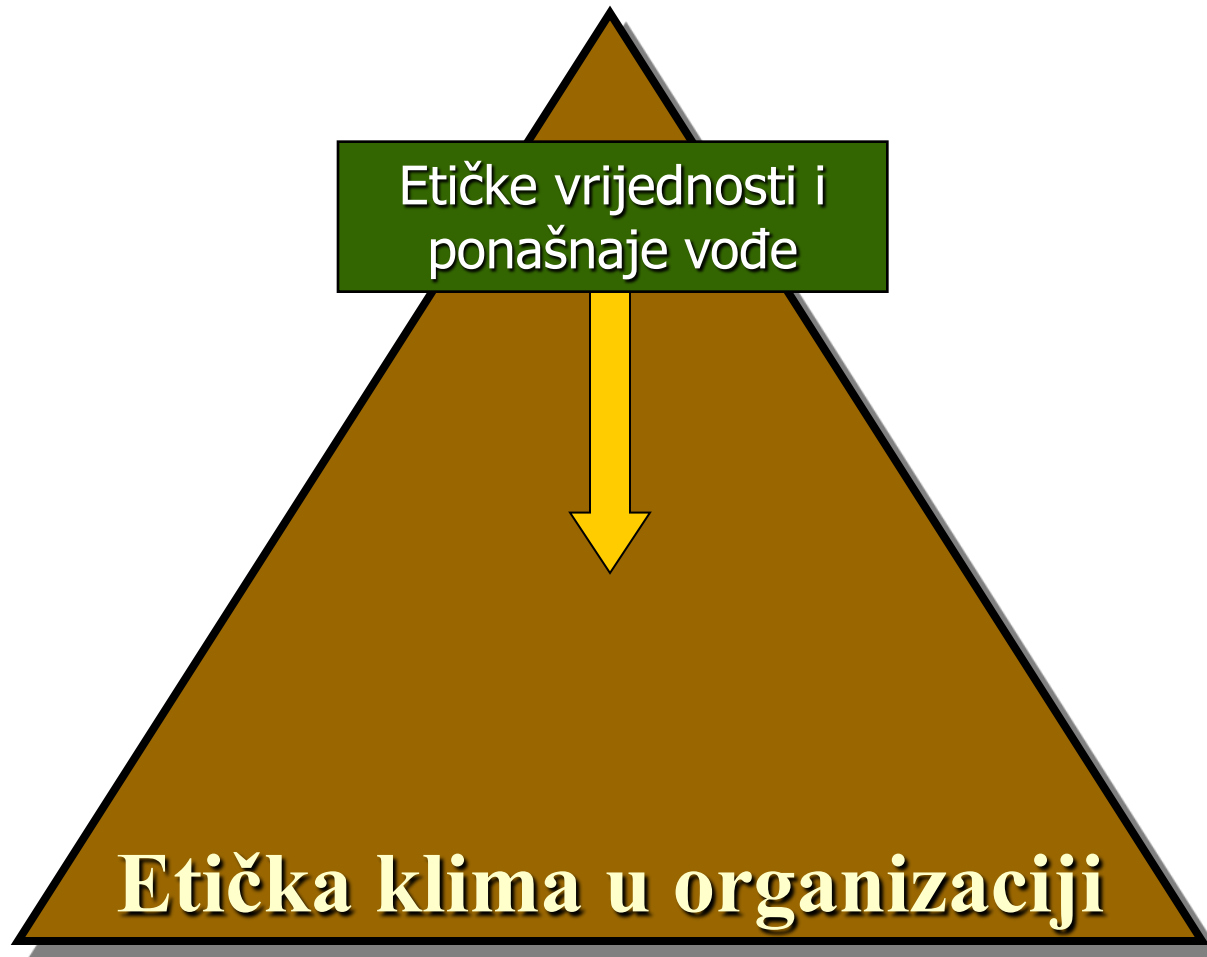 Etičke vrijednosti i
ponašnaje vođe
Etička klima u organizaciji